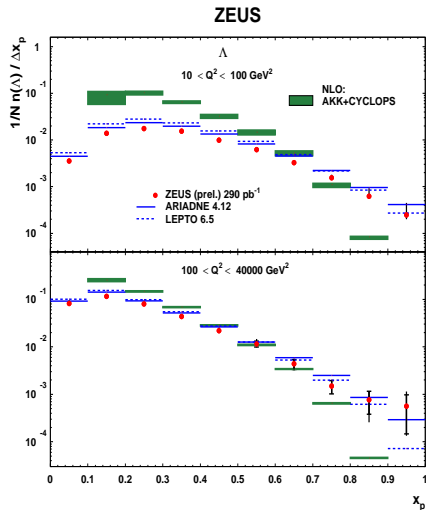 ZEUS
1/N n(Λ) / Δx_p
Λ
10 < Q² < 100 GeV²
NLO:
AKK+CYCLOPS
1
10⁻¹
10⁻²
10⁻³
10⁻⁴
ZEUS (prel.) 290 pb⁻¹
ARIADNE 4.12
LEPTO 6.5
100 < Q² < 40000 GeV²
1
10⁻¹
10⁻²
10⁻³
10⁻⁴
0 0.1 0.2 0.3 0.4 0.5 0.6 0.7 0.8 0.9 1
x_p